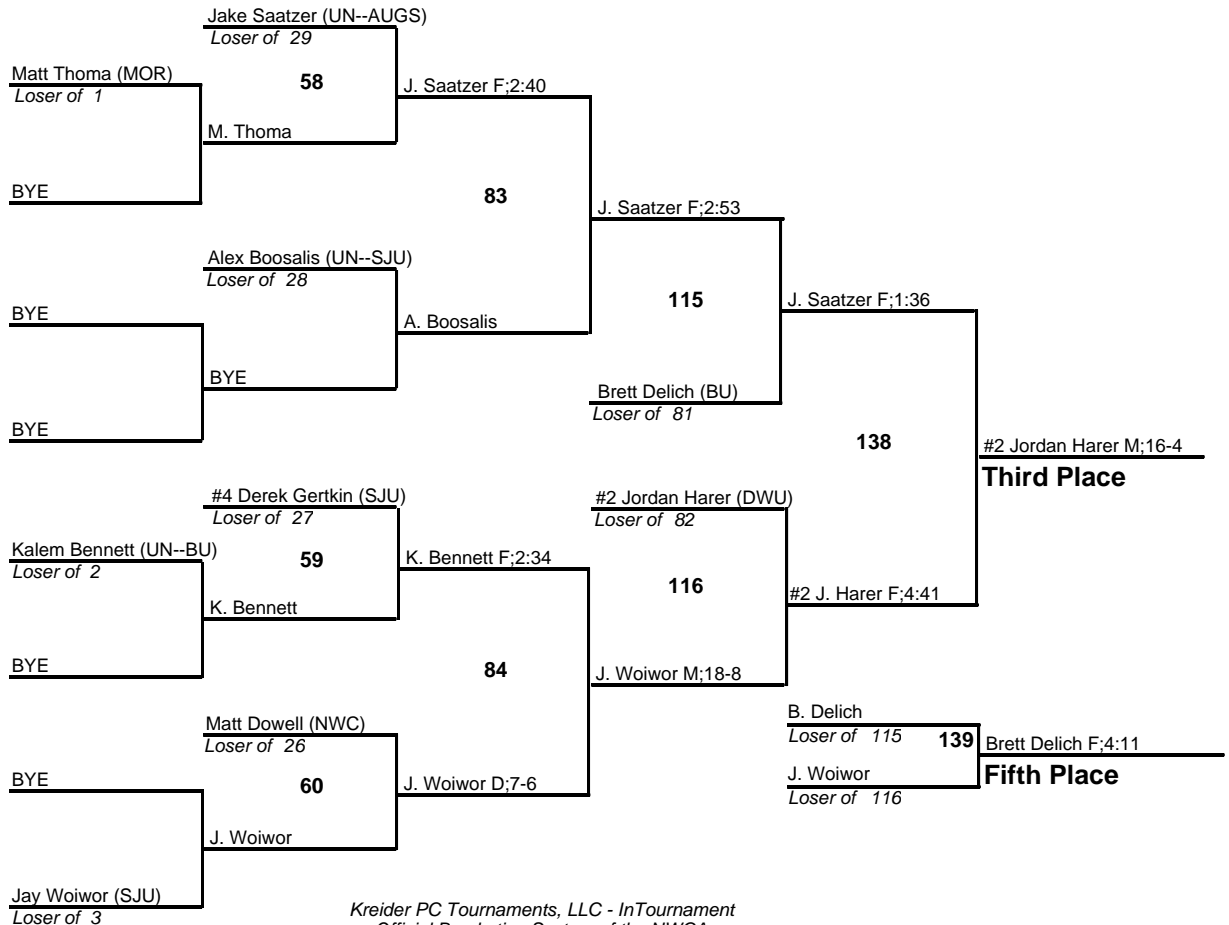 Jake Saatzer (UN--AUGS)
Loser of 29
Matt Thoma (MOR)
Loser of 1
58
J. Saatzer F;2:40
M. Thoma
BYE
83
J. Saatzer F;2:53
Alex Boosalis (UN--SJU)
Loser of 28
BYE
A. Boosalis
115
J. Saatzer F;1:36
BYE
Brett Delich (BU)
Loser of 81
BYE
138
#2 Jordan Harer M;16-4
Third Place
#4 Derek Gertkin (SJU)
Loser of 27
#2 Jordan Harer (DWU)
Loser of 82
Kalem Bennett (UN--BU)
Loser of 2
59
K. Bennett F;2:34
116
#2 J. Harer F;4:41
K. Bennett
BYE
84
J. Woiwor M;18-8
Matt Dowell (NWC)
Loser of 26
B. Delich
Loser of 115
139
Brett Delich F;4:11
Fifth Place
BYE
60
J. Woiwor D;7-6
J. Woiwor
Loser of 116
J. Woiwor
Jay Woiwor (SJU)
Loser of 3
Kreider PC Tournaments, LLC - InTournament